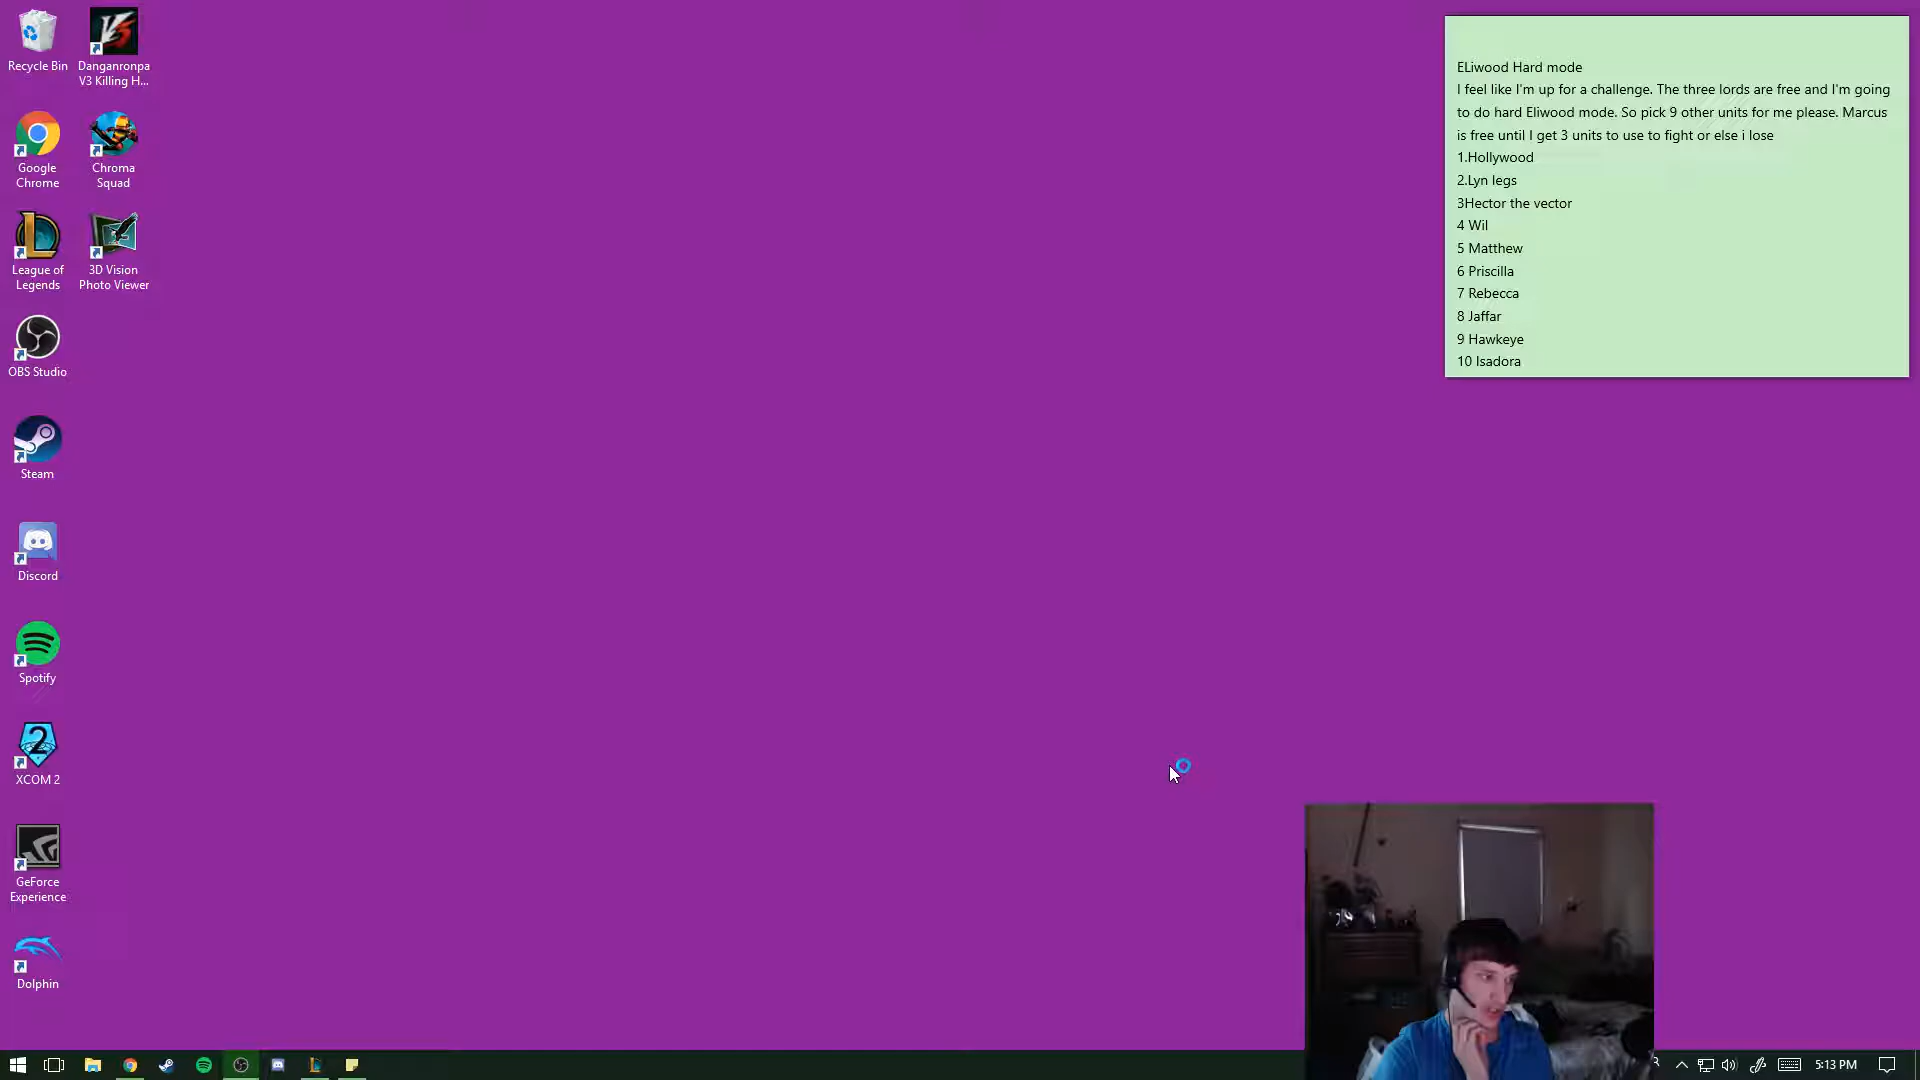 Recycle Bin
Danganronpa
V3 Killing H...
Google
Chrome
Chroma
Squad
League of
Legends
3D Vision
Photo Viewer
OBS Studio
Steam
Discord
Spotify
XCOM 2
GeForce
Experience
Dolphin
ELiwood Hard mode
I feel like I'm up for a challenge. The three lords are free and I'm going
to do hard Eliwood mode. So pick 9 other units for me please. Marcus
is free until I get 3 units to use to fight or else i lose
1.Hollywood
2.Lyn legs
3Hector the vector
4 Wil
5 Matthew
6 Priscilla
7 Rebecca
8 Jaffar
9 Hawkeye
10 Isadora
5:13 PM